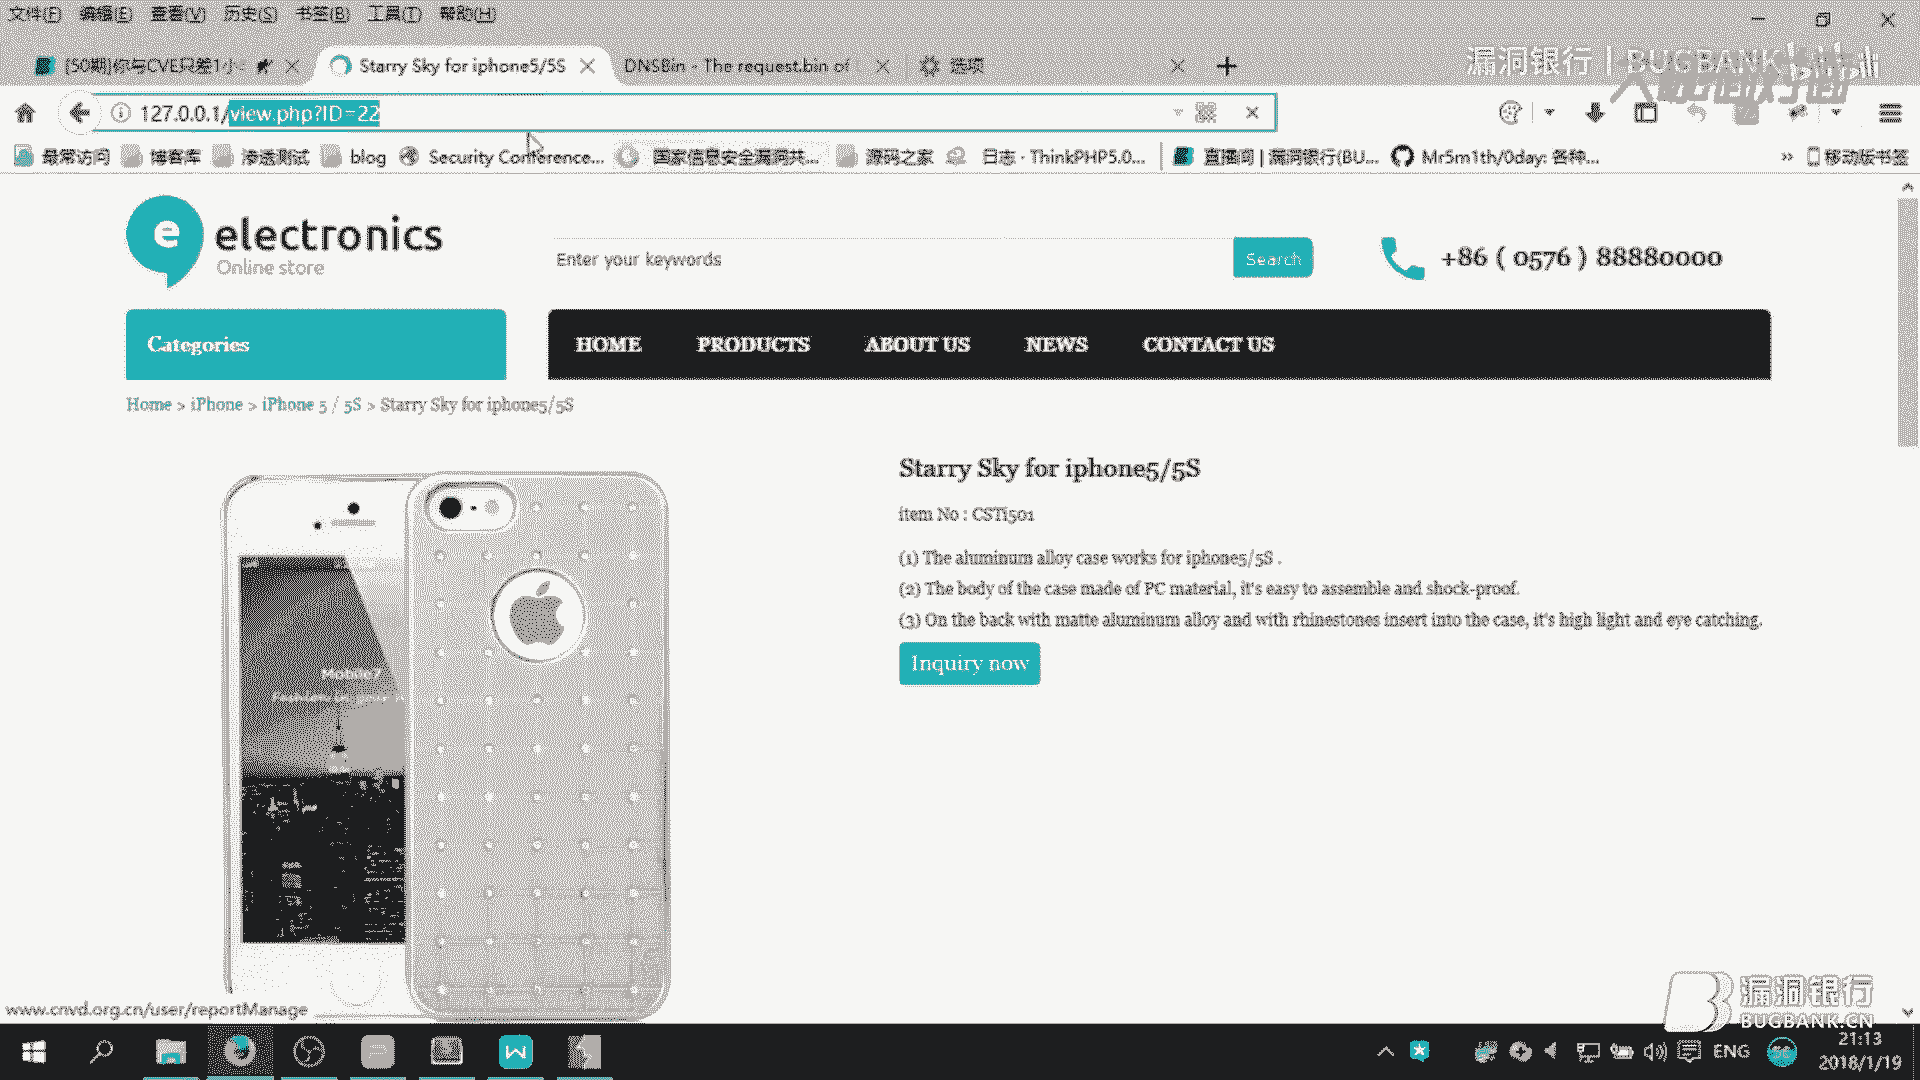 文件(F) 编辑(E) 查看(V) 历史(S) 书签(B) 工具(T) 帮助(H)
[50期]你与CVE只差1小 Starry Sky for iphone5/5S DNSBin - The request.bin of 选项
漏洞银行 | BUGBANK
127.0.0.1/view.php?ID=22
最常访问 博客库 渗透测试 blog Security Conference... 国家信息安全漏洞共... 源码之家 日志 · ThinkPHP5.0... 直播间 | 漏洞银行(BU... Mr5m1th/0day: 各种... » 移动版书签
e electronics
Online store
Enter your keywords
Search
+86 ( 0576 ) 88880000
Categories
HOME PRODUCTS ABOUT US NEWS CONTACT US
Home > iPhone > iPhone 5 / 5S > Starry Sky for iphone5/5S
Starry Sky for iphone5/5S
item No : CSTi501
(1) The aluminum alloy case works for iphone5/5S .
(2) The body of the case made of PC material, it's easy to assemble and shock-proof.
(3) On the back with matte aluminum alloy and with rhinestones insert into the case, it's high light and eye catching.
Inquiry now
www.cnvd.org.cn/user/reportManage
漏洞银行
BUGBANK.CN
ENG
21:13
2018/1/19